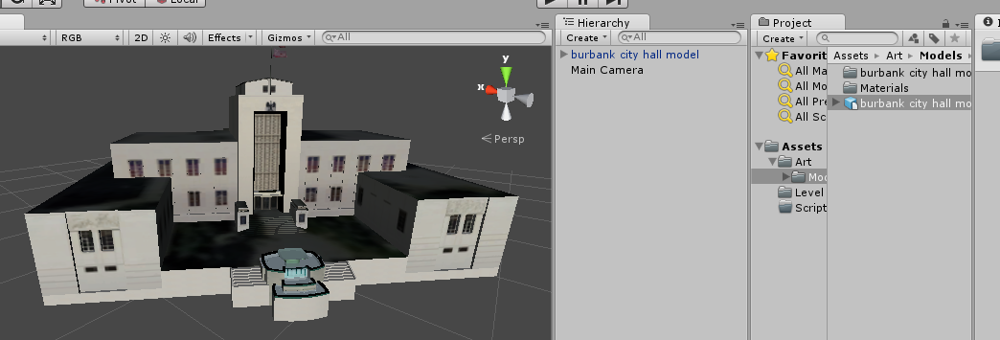 Pivot Local
Hierarchy
Project
RGB 2D Effects Gizmos All
Create All
Create
burbank city hall model
Main Camera
Favorit
All Ma
All Mo
All Pre
All Sc
Assets
Art
Mod
Level
Script
Assets Art Models
burbank city hall mo
Materials
burbank city hall mo
y
x
Persp